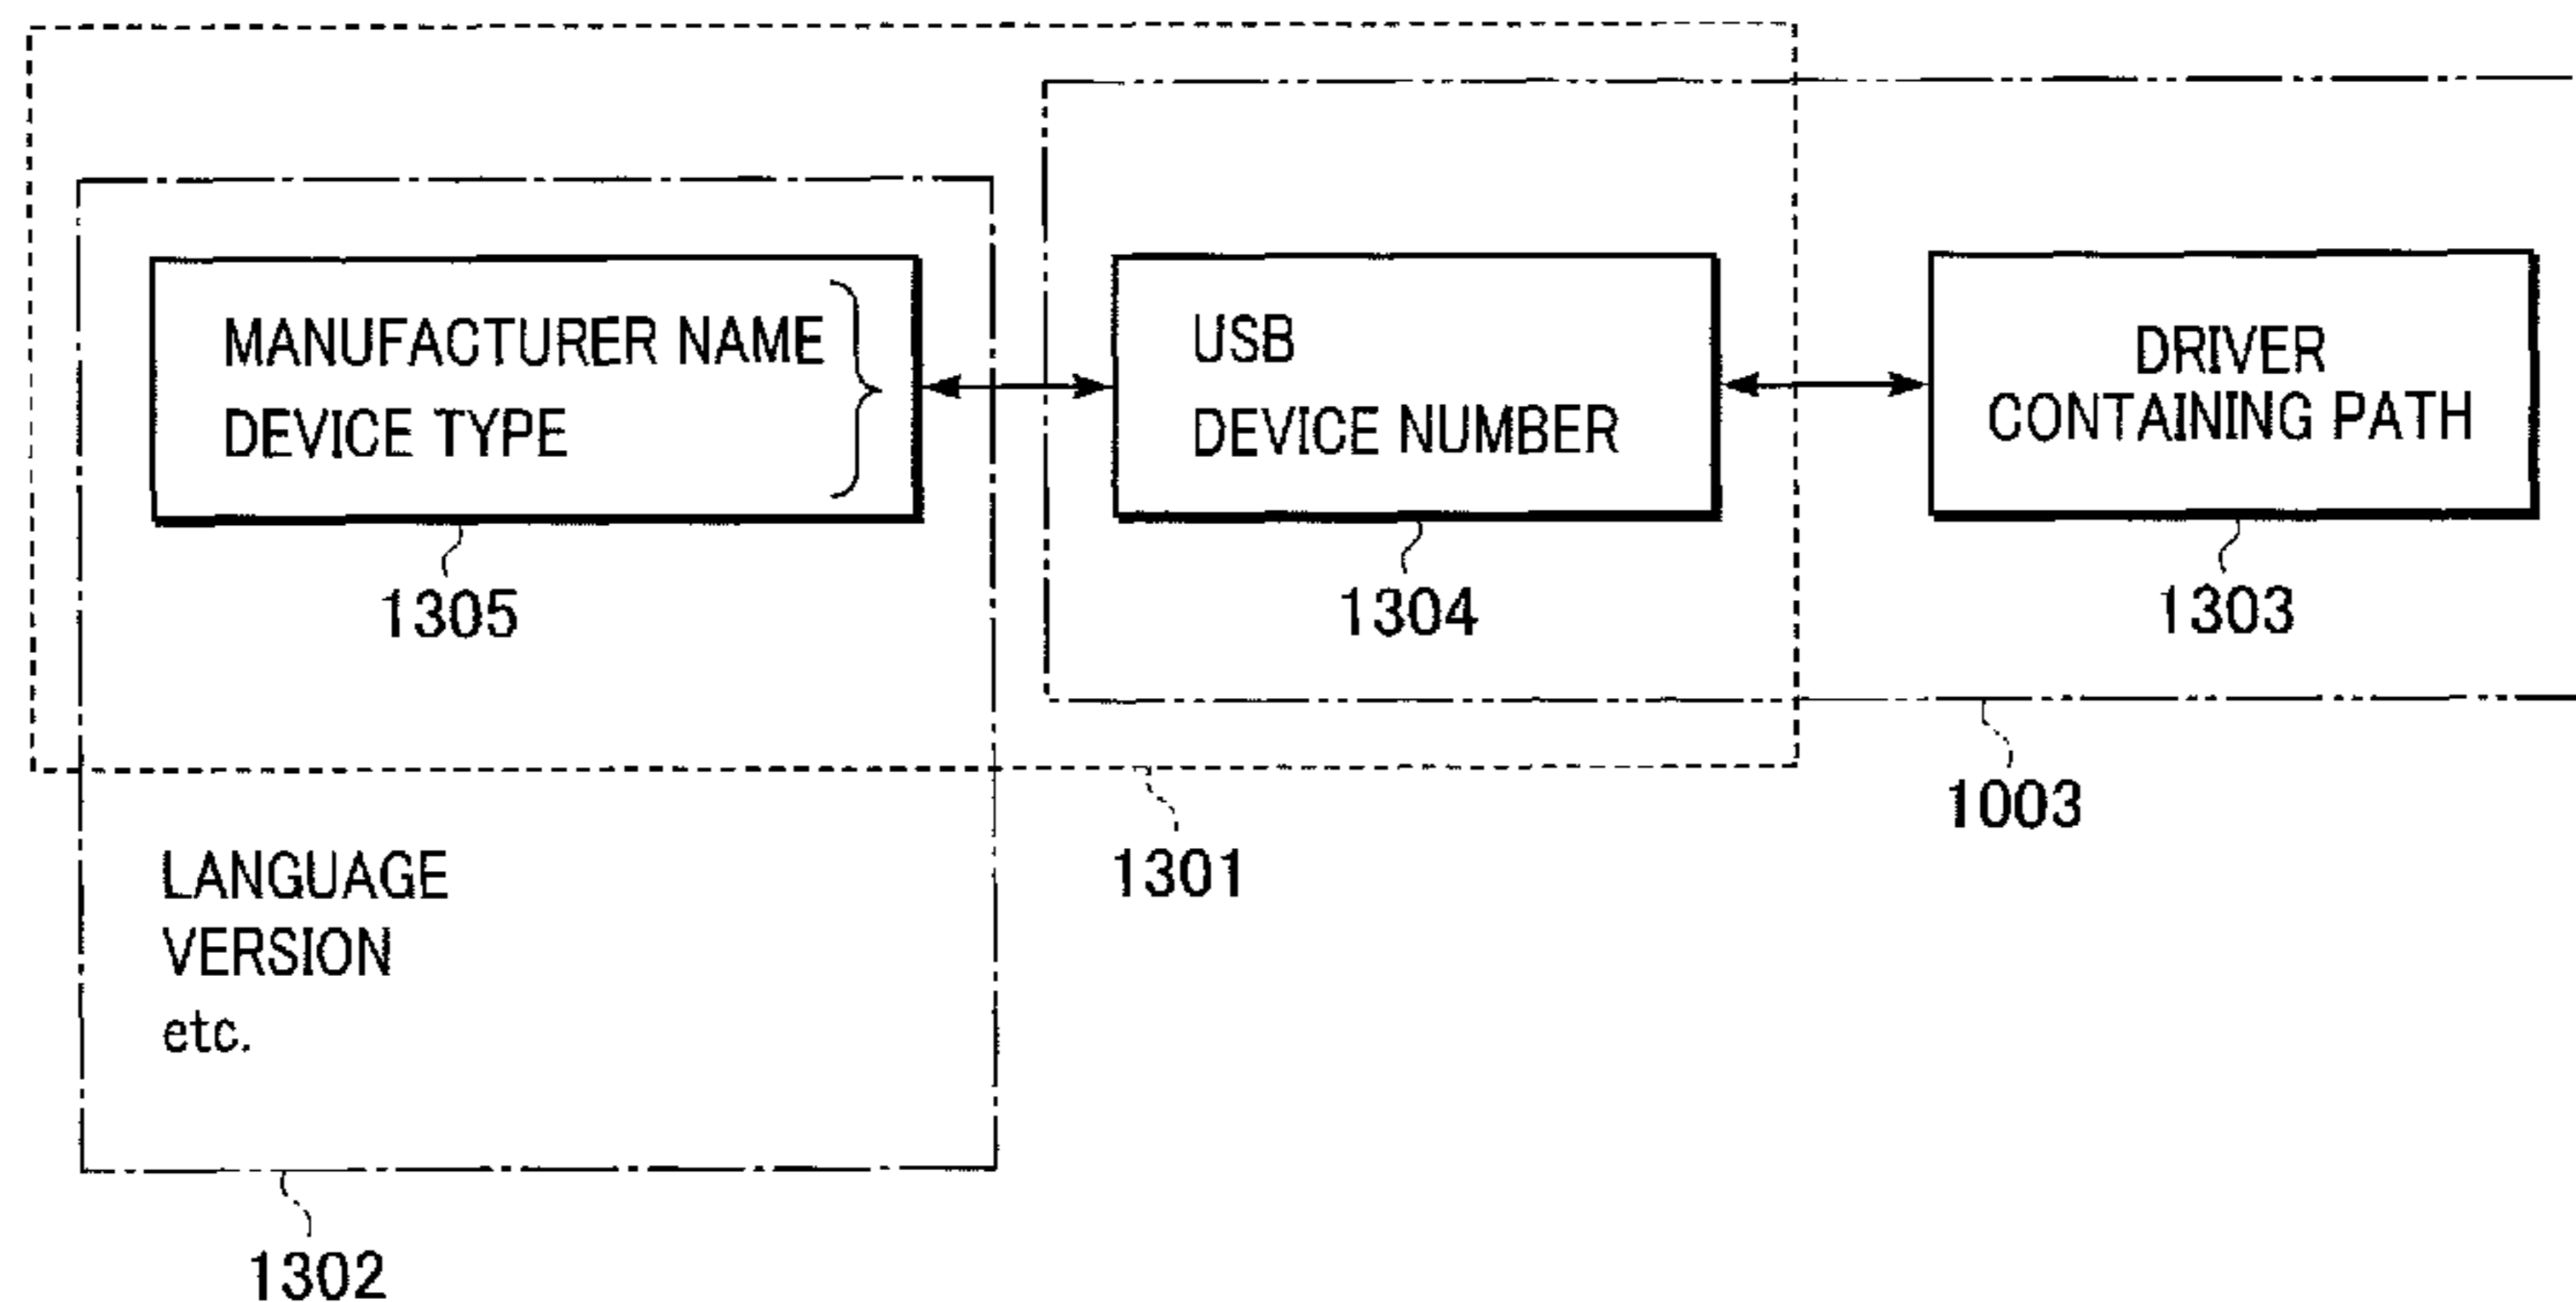 MANUFACTURER NAME
DEVICE TYPE
1305
USB
DEVICE NUMBER
1304
DRIVER
CONTAINING PATH
1303
1003
1301
LANGUAGE
VERSION
etc.
1302